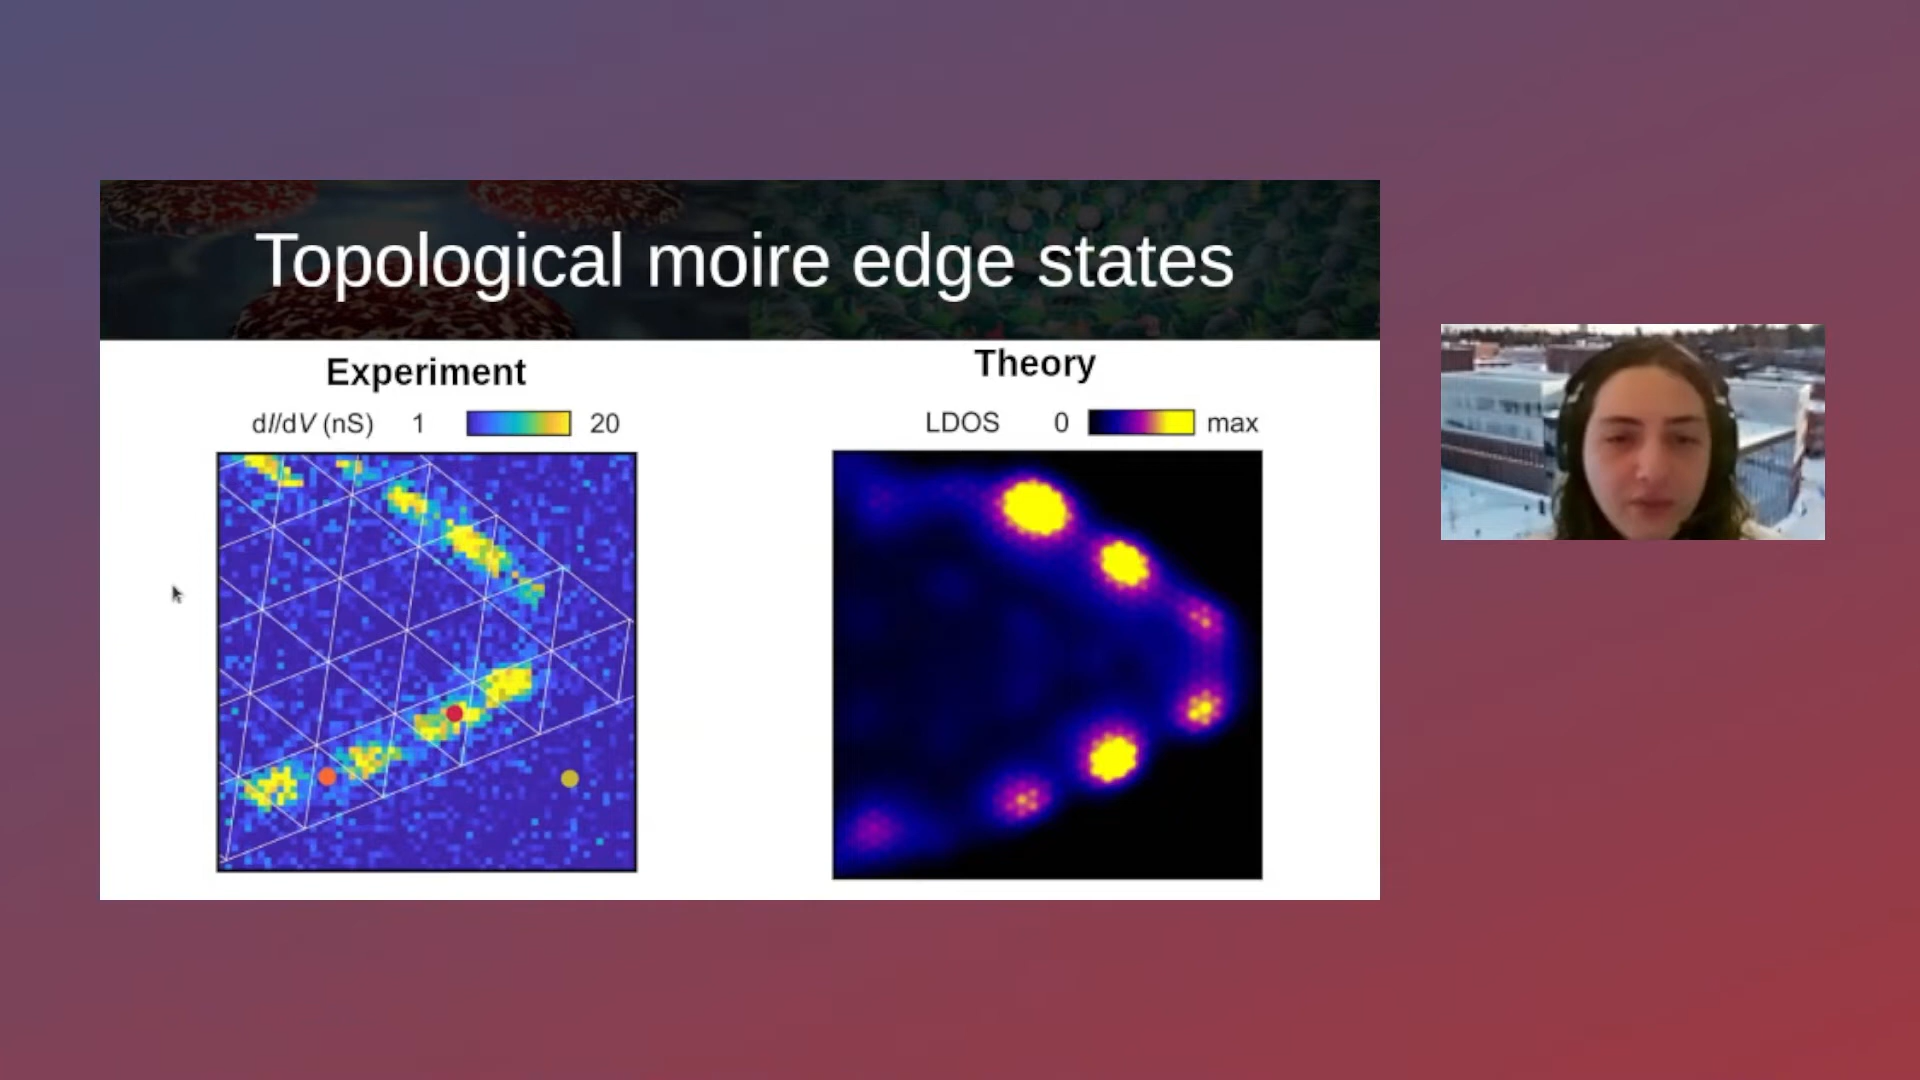 Topological moire edge states
Experiment
Theory
dI/dV (nS) 1 20
LDOS 0 max